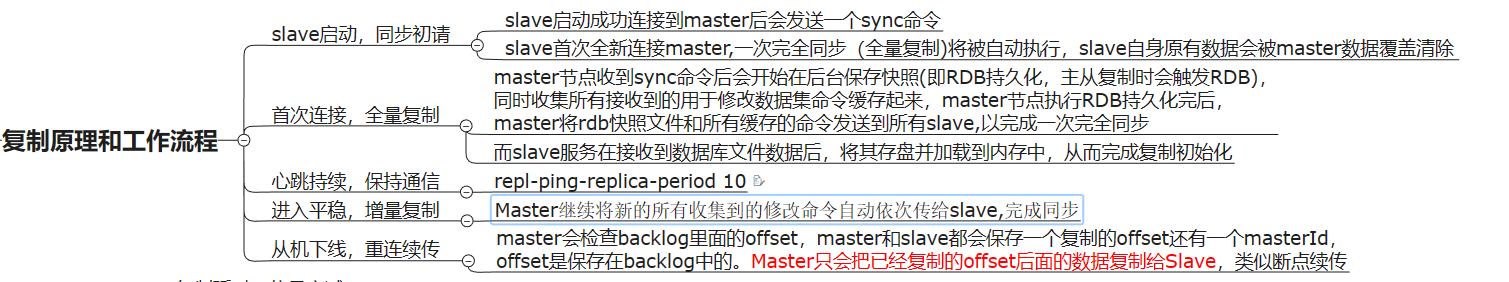 复制原理和工作流程
slave启动，同步初请
slave启动成功连接到master后会发送一个sync命令
slave首次全新连接master,一次完全同步（全量复制)将被自动执行，slave自身原有数据会被master数据覆盖清除
首次连接，全量复制
master节点收到sync命令后会开始在后台保存快照(即RDB持久化，主从复制时会触发RDB)，
同时收集所有接收到的用于修改数据集命令缓存起来，master节点执行RDB持久化完后，
master将rdb快照文件和所有缓存的命令发送到所有slave,以完成一次完全同步
而slave服务在接收到数据库文件数据后，将其存盘并加载到内存中，从而完成复制初始化
心跳持续，保持通信
repl-ping-replica-period 10
进入平稳，增量复制
Master继续将新的所有收集到的修改命令自动依次传给slave,完成同步
从机下线，重连续传
master会检查backlog里面的offset，master和slave都会保存一个复制的offset还有一个masterId，
offset是保存在backlog中的。Master只会把已经复制的offset后面的数据复制给Slave，类似断点续传